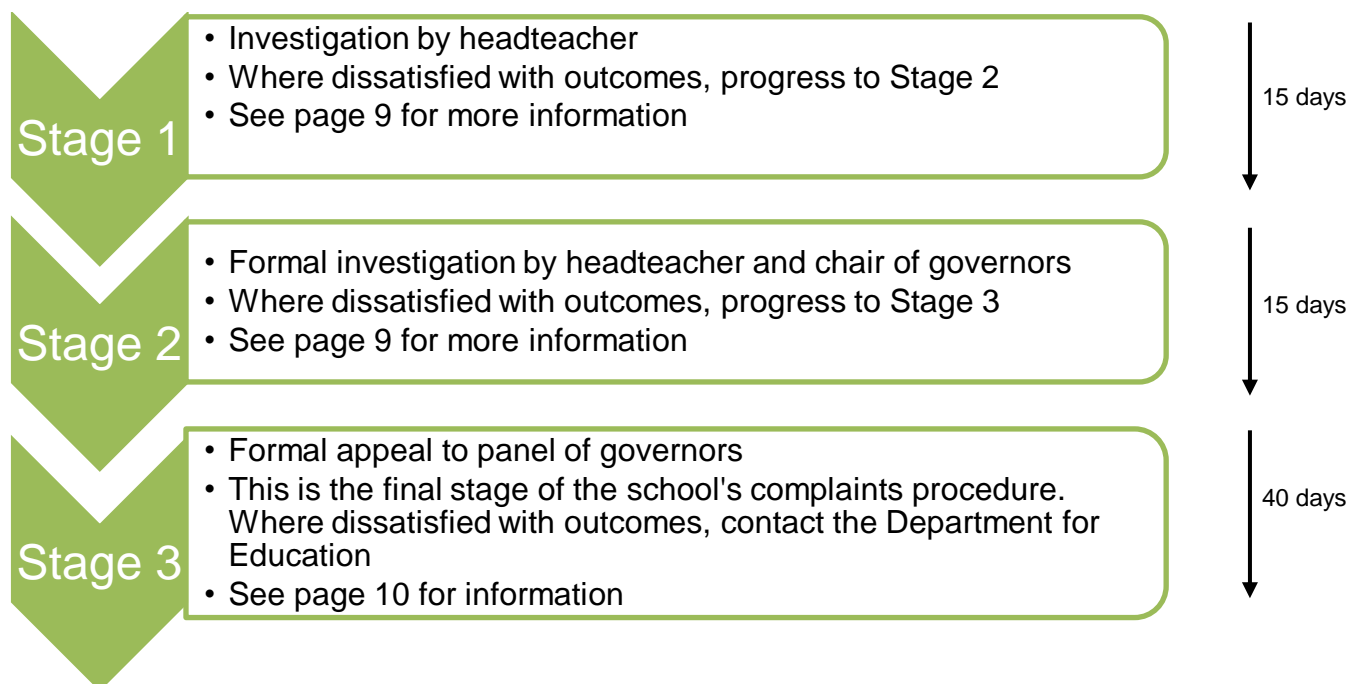 Stage 1
• Investigation by headteacher
• Where dissatisfied with outcomes, progress to Stage 2
• See page 9 for more information
15 days
Stage 2
• Formal investigation by headteacher and chair of governors
• Where dissatisfied with outcomes, progress to Stage 3
• See page 9 for more information
15 days
Stage 3
• Formal appeal to panel of governors
• This is the final stage of the school's complaints procedure.
Where dissatisfied with outcomes, contact the Department for
Education
• See page 10 for information
40 days